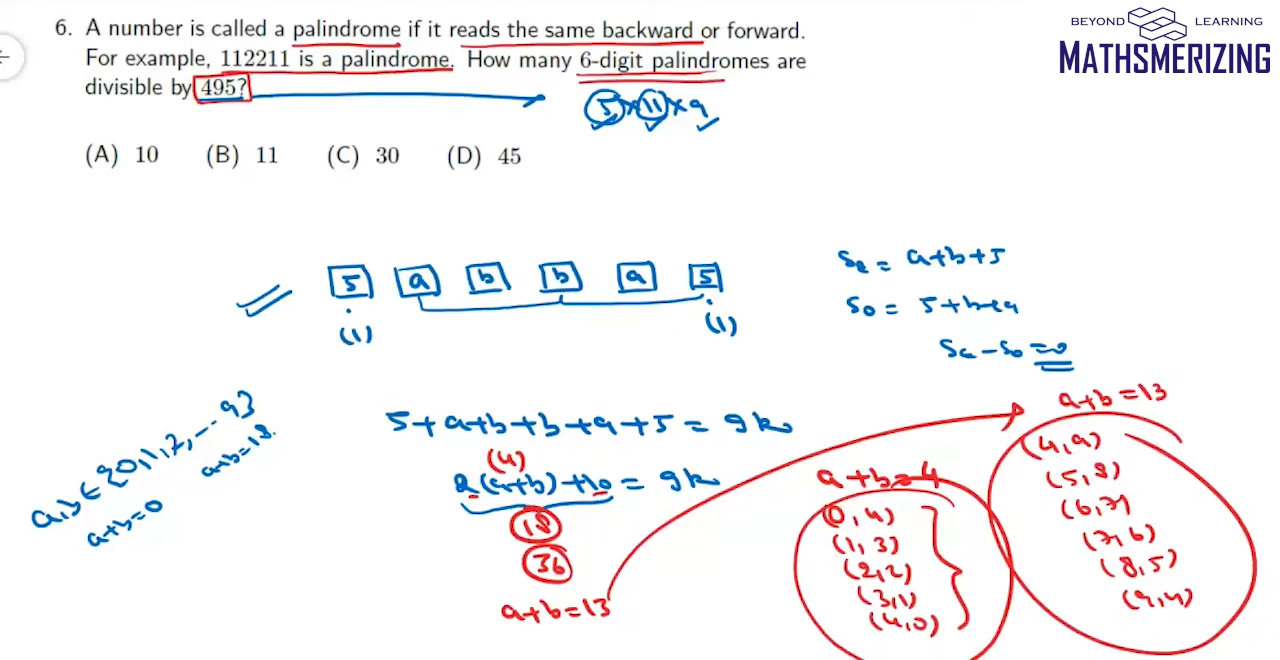 BEYOND LEARNING
MATHSMERIZING
6. A number is called a palindrome if it reads the same backward or forward.
For example, 112211 is a palindrome. How many 6-digit palindromes are
divisible by 495?
5 × 11 × 9
(A) 10 (B) 11 (C) 30 (D) 45
5 a b b a 5
(1) (1)
Se = a+b+5
So = 5+b+a
Se - So = 0
5+a+b+b+a+5 = 9k
(4)
2(a+b)+10 = 9k
18
36
a+b=13
a,b ∈ {0,1,2,...9}
a+b=0
a+b=18
a+b=4
(0,4)
(1,3)
(2,2)
(3,1)
(4,0)
a+b=13
(4,9)
(5,8)
(6,7)
(7,6)
(8,5)
(9,4)